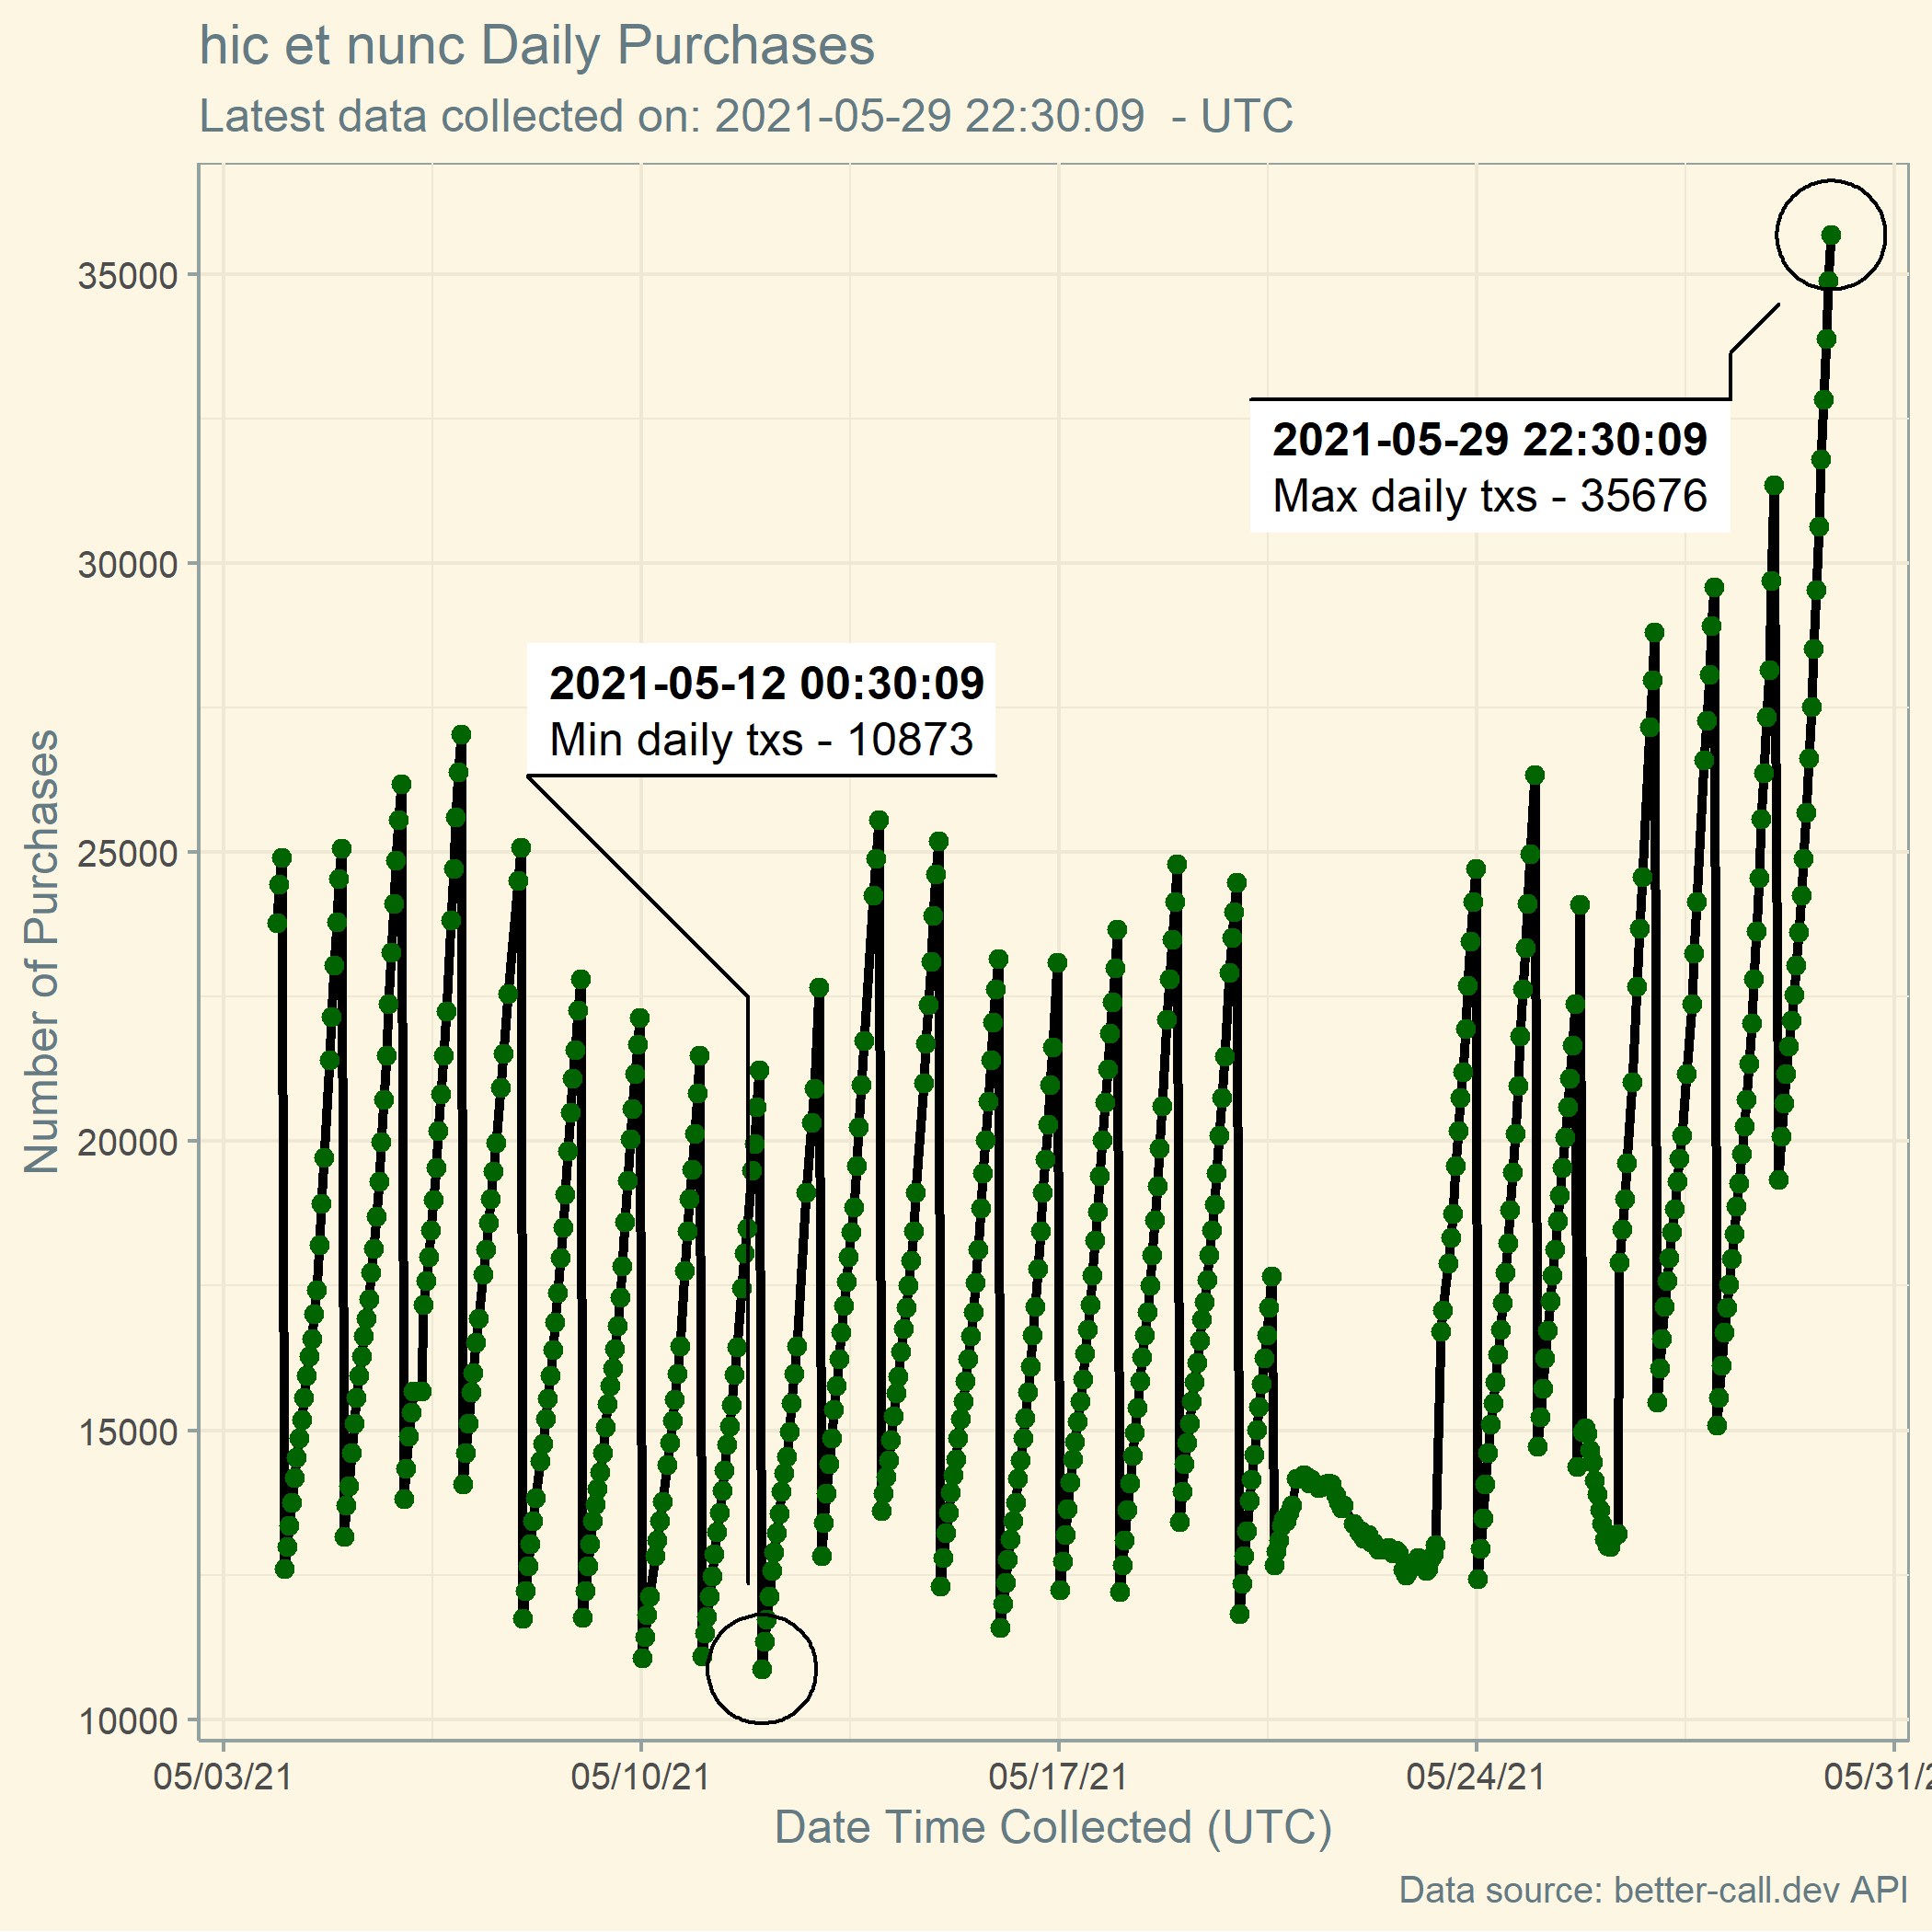 hic et nunc Daily Purchases
Latest data collected on: 2021-05-29 22:30:09 - UTC
Number of Purchases
35000
30000
25000
20000
15000
10000
2021-05-29 22:30:09
Max daily txs - 35676
2021-05-12 00:30:09
Min daily txs - 10873
05/03/21
05/10/21
05/17/21
05/24/21
05/31/2
Date Time Collected (UTC)
Data source: better-call.dev API